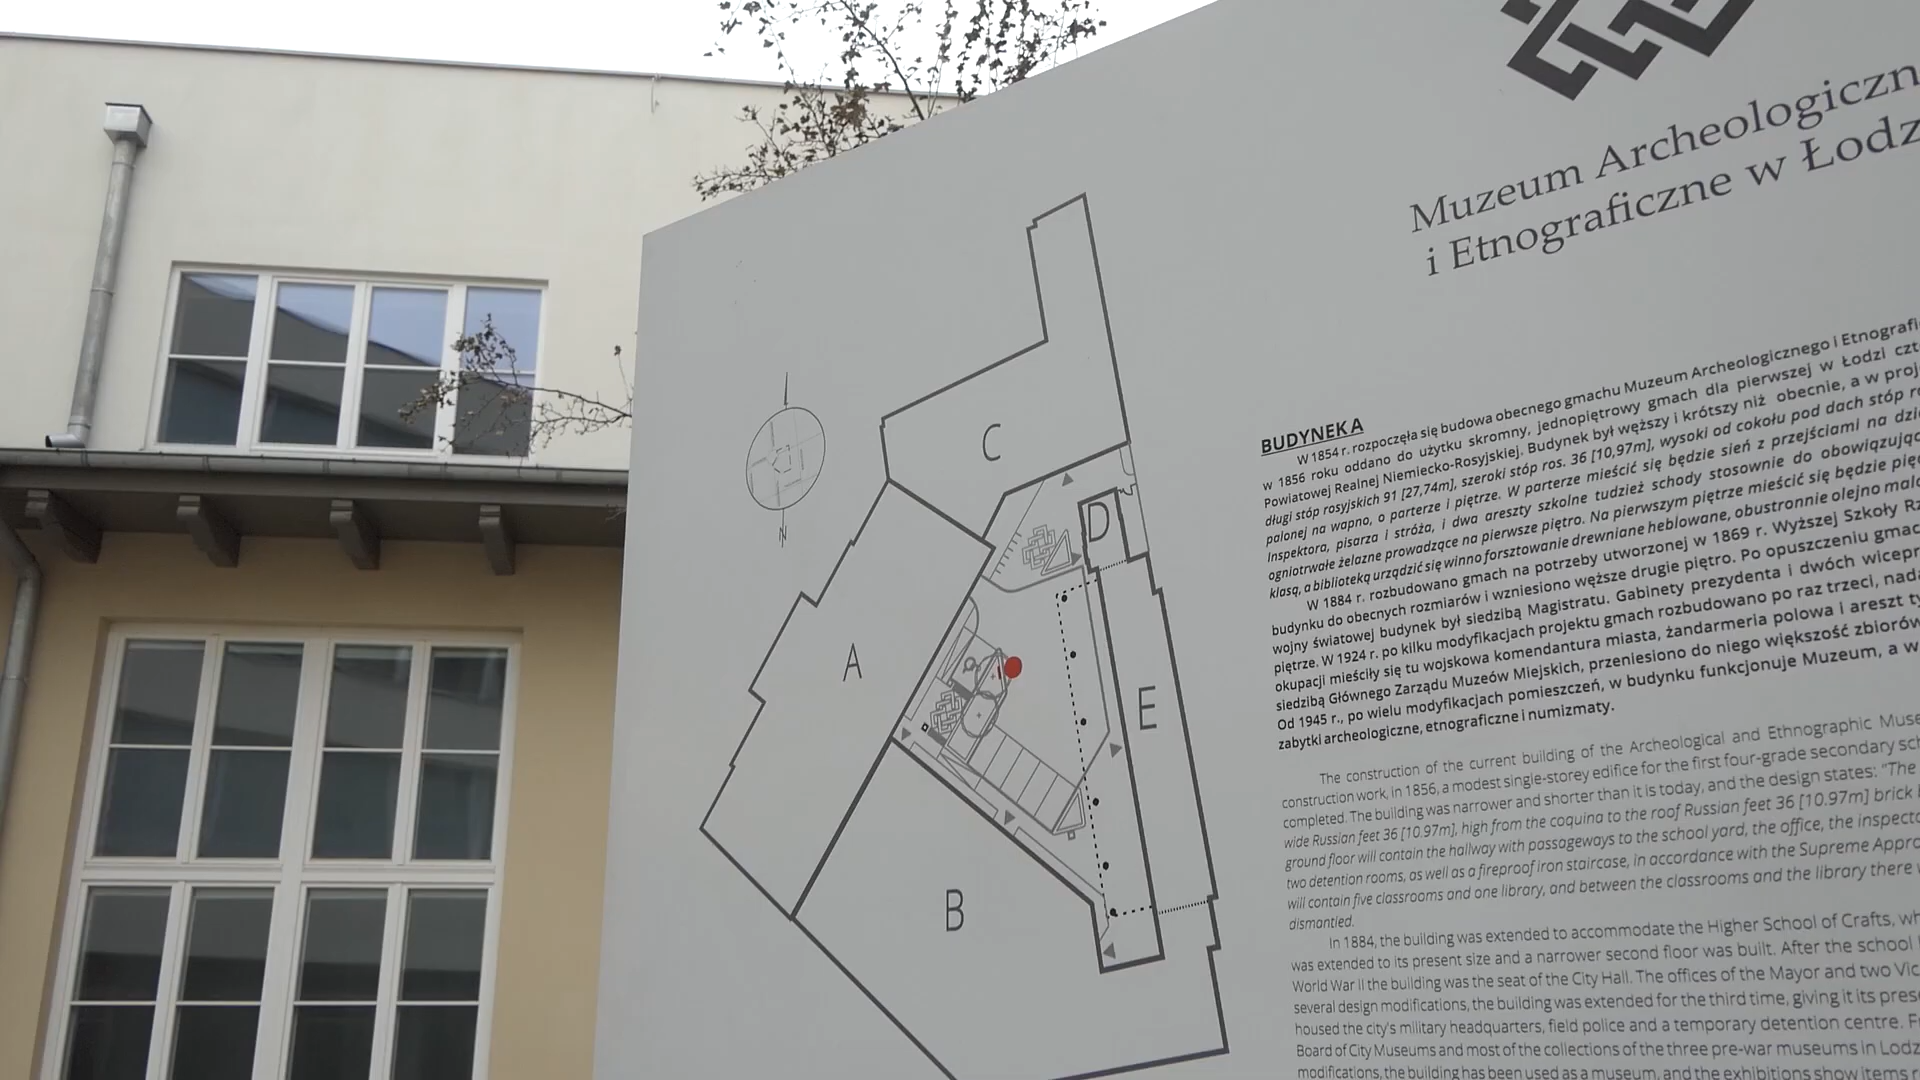 Muzeum Archeologiczn
i Etnograficzne w Łodz
C
D
A
E
B
N
BUDYNEK A
W 1854 r. rozpoczęła się budowa obecnego gmachu Muzeum Archeologicznego i Etnografi
w 1856 roku oddano do użytku skromny, jednopiętrowy gmach dla pierwszej w Łodzi czt
Powiatowej Realnej Niemiecko-Rosyjskiej. Budynek był węższy i krótszy niż obecnie, a w proj
długi stóp rosyjskich 91 [27,74m], szeroki stóp ros. 36 [10,97m], wysoki od cokołu pod dach stóp ro
palonej na wapno, o parterze i piętrze. W parterze mieścić się będzie sień z przejściami na dzie
Inspektora, pisarza i stróża, i dwa areszty szkolne tudzież schody stosownie do obowiązując
ogniotrwałe żelazne prowadzące na pierwsze piętro. Na pierwszym piętrze mieścić się będzie pię
klasą, a biblioteką urządzić się winno forsztowanie drewniane heblowane, obustronnie olejno malo
W 1884 r. rozbudowano gmach na potrzeby utworzonej w 1869 r. Wyższej Szkoły Rz
budynku do obecnych rozmiarów i wzniesiono węższe drugie piętro. Po opuszczeniu gmac
wojny światowej budynek był siedzibą Magistratu. Gabinety prezydenta i dwóch wicepr
piętrze. W 1924 r. po kilku modyfikacjach projektu gmach rozbudowano po raz trzeci, nada
okupacji mieściły się tu wojskowa komendantura miasta, żandarmeria polowa i areszt ty
siedzibą Głównego Zarządu Muzeów Miejskich, przeniesiono do niego większość zbiorów
Od 1945 r., po wielu modyfikacjach pomieszczeń, w budynku funkcjonuje Muzeum, a w
zabytki archeologiczne, etnograficzne i numizmaty.
The construction of the current building of the Archeological and Ethnographic Muse
construction work, in 1856, a modest single-storey edifice for the first four-grade secondary sch
completed. The building was narrower and shorter than it is today, and the design states: "The
wide Russian feet 36 [10.97m], high from the coquina to the roof Russian feet 36 [10.97m] brick
ground floor will contain the hallway with passageways to the school yard, the office, the inspecto
two detention rooms, as well as a fireproof iron staircase, in accordance with the Supreme Appro
will contain five classrooms and one library, and between the classrooms and the library there
dismantled.
In 1884, the building was extended to accommodate the Higher School of Crafts, wh
was extended to its present size and a narrower second floor was built. After the school
World War II the building was the seat of the City Hall. The offices of the Mayor and two Vic
several design modifications, the building was extended for the third time, giving it its prese
housed the city's military headquarters, field police and a temporary detention centre. Fr
Board of City Museums and most of the collections of the three pre-war museums in Lodz
modifications, the building has been used as a museum, and the exhibitions show items